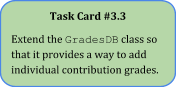 Task Card #3.3
Extend the GradesDB class so
that it provides a way to add
individual contribution grades.